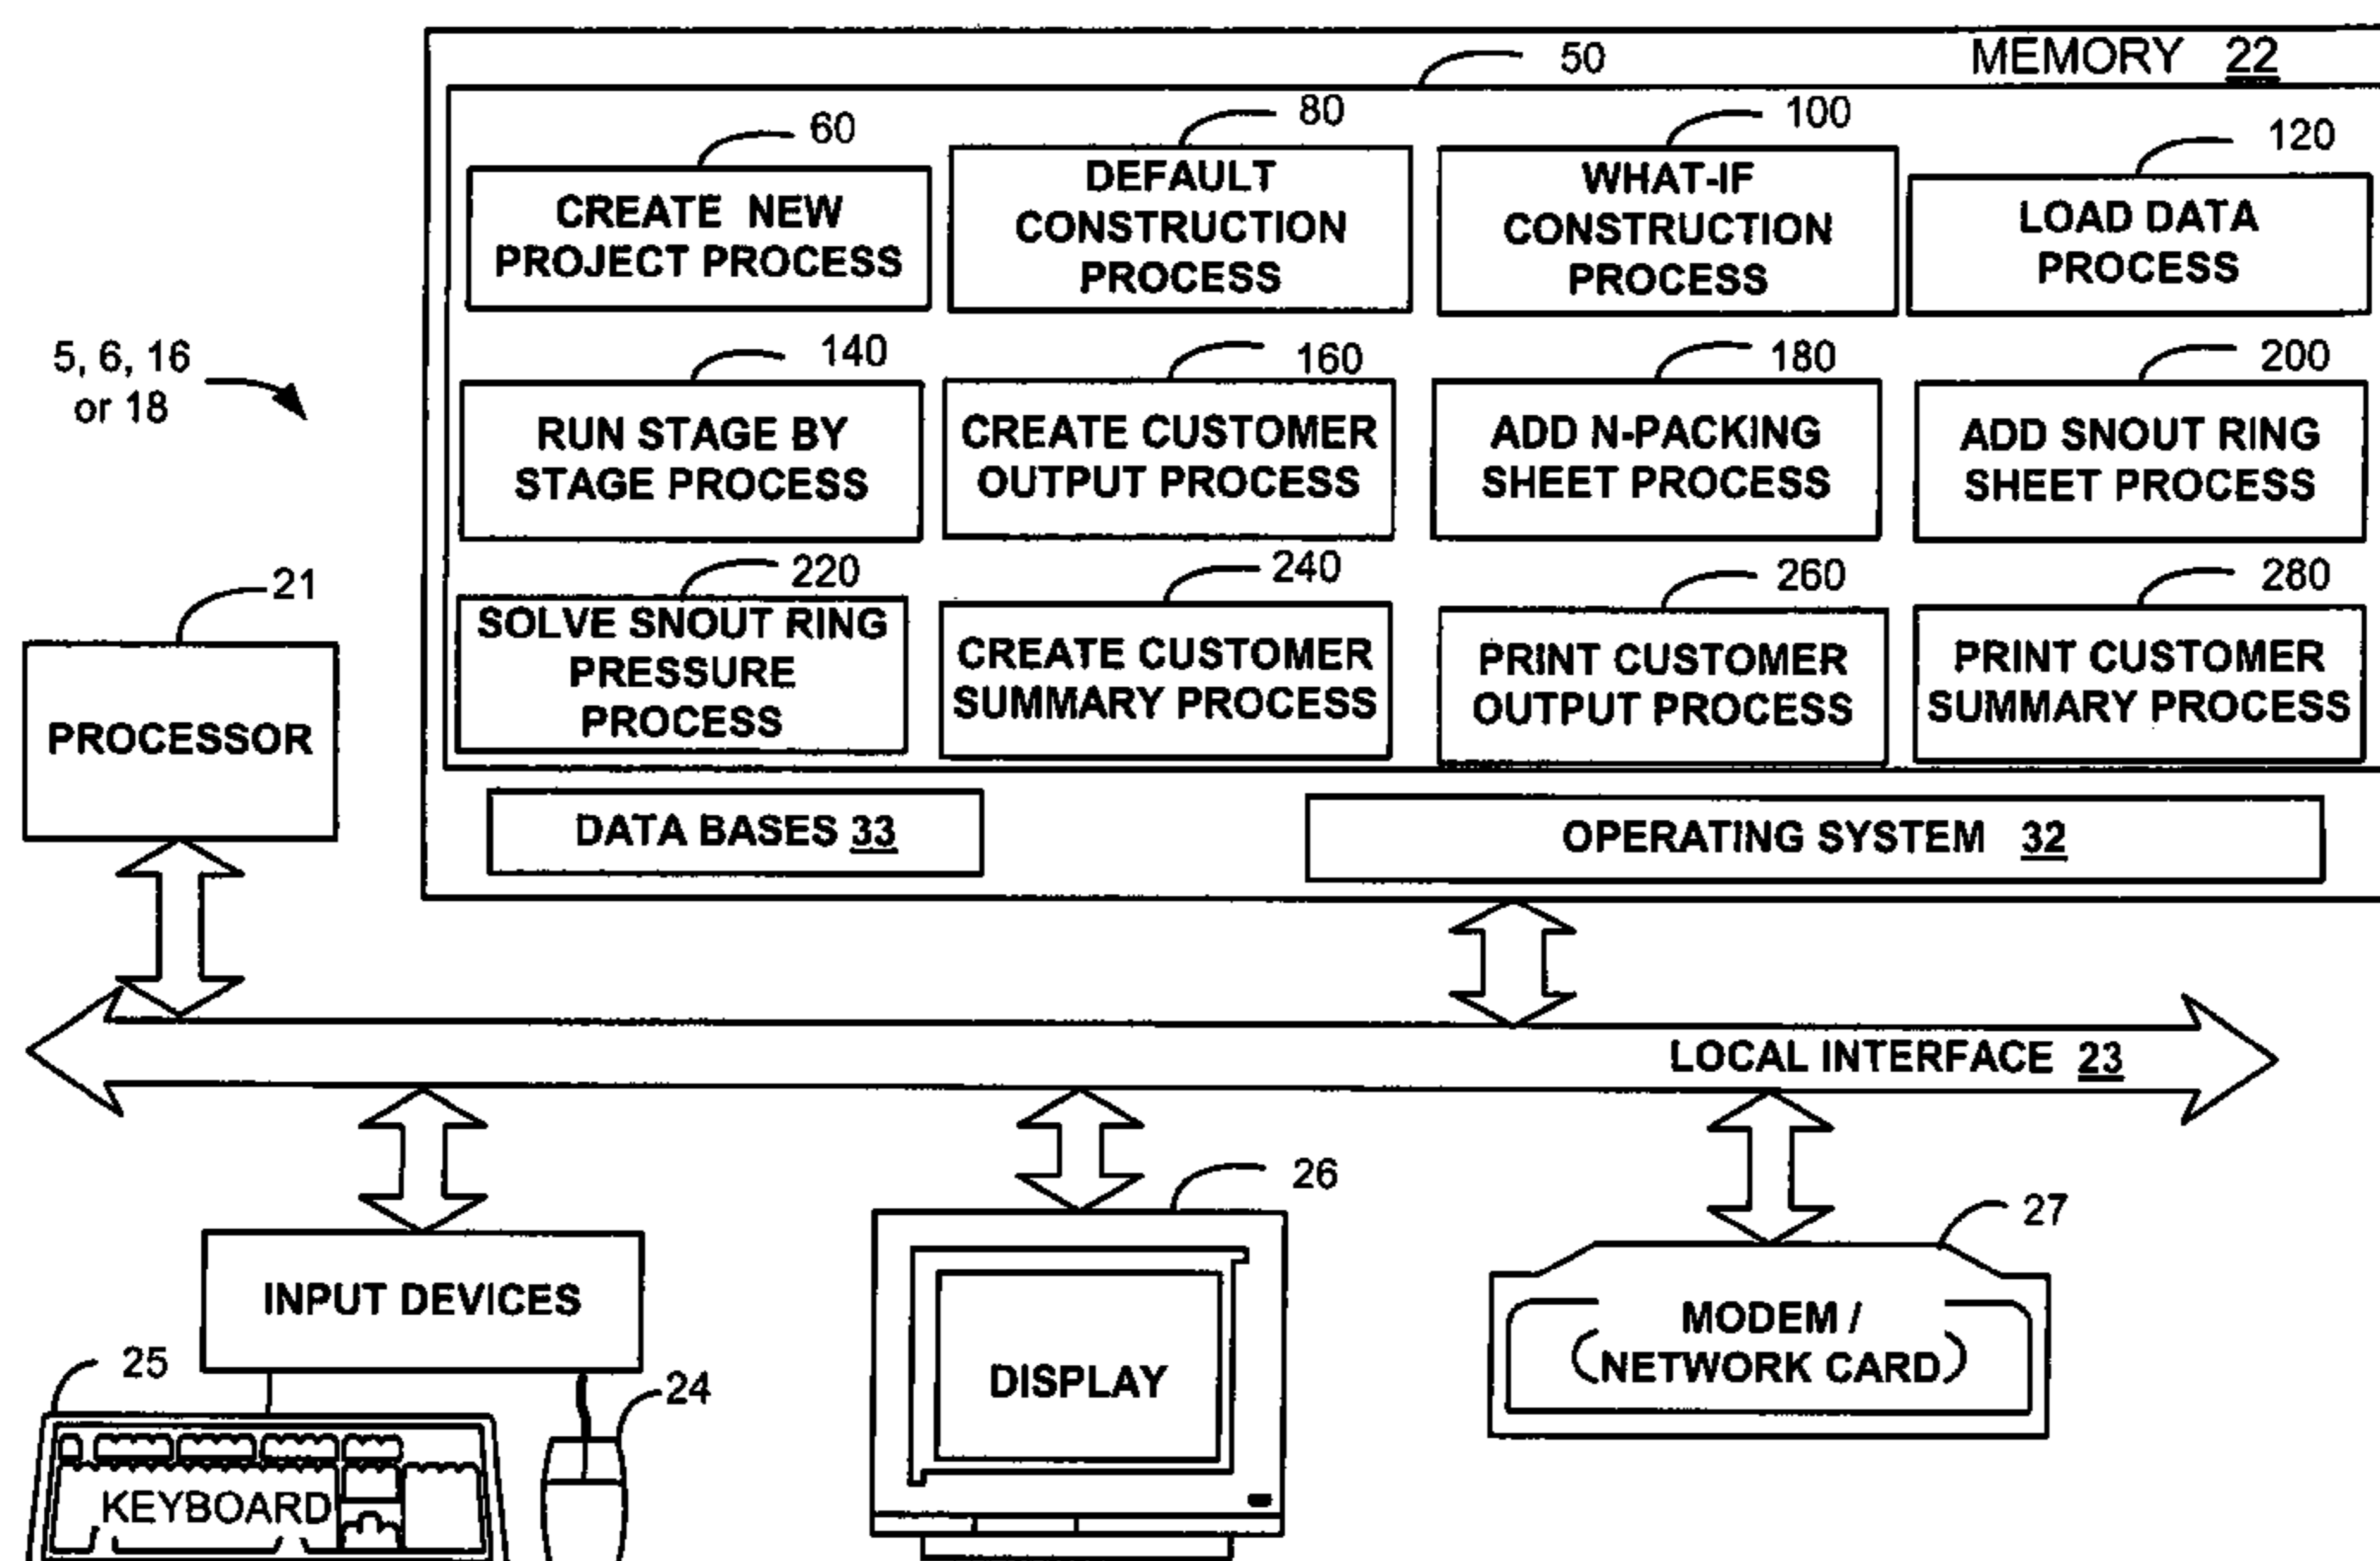 50
MEMORY 22
60
80
100
120
CREATE NEW
PROJECT PROCESS
DEFAULT
CONSTRUCTION
PROCESS
WHAT-IF
CONSTRUCTION
PROCESS
LOAD DATA
PROCESS
5, 6, 16
or 18
140
160
180
200
RUN STAGE BY
STAGE PROCESS
CREATE CUSTOMER
OUTPUT PROCESS
ADD N-PACKING
SHEET PROCESS
ADD SNOUT RING
SHEET PROCESS
21
PROCESSOR
220
240
260
280
SOLVE SNOUT RING
PRESSURE
PROCESS
CREATE CUSTOMER
SUMMARY PROCESS
PRINT CUSTOMER
OUTPUT PROCESS
PRINT CUSTOMER
SUMMARY PROCESS
DATA BASES 33
OPERATING SYSTEM 32
LOCAL INTERFACE 23
INPUT DEVICES
25
KEYBOARD
24
26
DISPLAY
27
MODEM /
NETWORK CARD